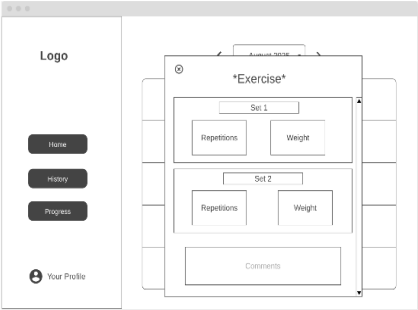 Logo
Home
History
Progress
Your Profile
August 2025
*Exercise*
Set 1
Repetitions
Weight
Set 2
Repetitions
Weight
Comments